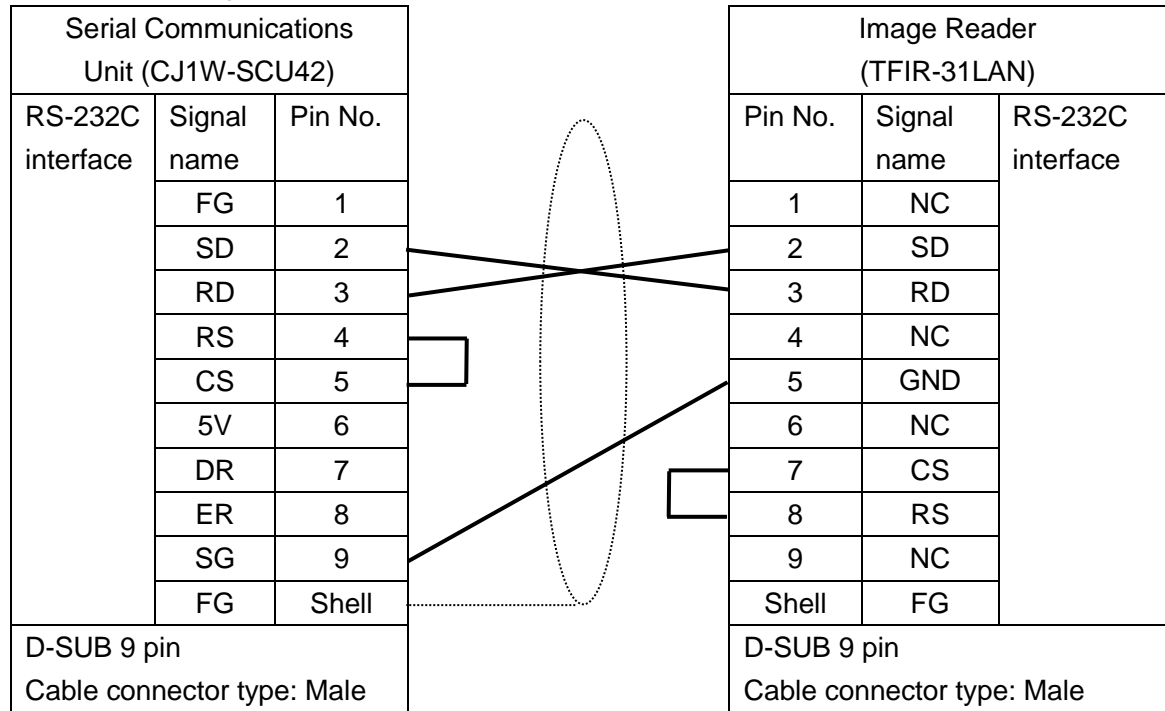 Serial Communications
Unit (CJ1W-SCU42)
RS-232C interface Signal name Pin No.
FG 1
SD 2
RD 3
RS 4
CS 5
5V 6
DR 7
ER 8
SG 9
FG Shell
D-SUB 9 pin
Cable connector type: Male
Image Reader
(TFIR-31LAN)
Pin No. Signal name RS-232C interface
1 NC
2 SD
3 RD
4 NC
5 GND
6 NC
7 CS
8 RS
9 NC
Shell FG
D-SUB 9 pin
Cable connector type: Male